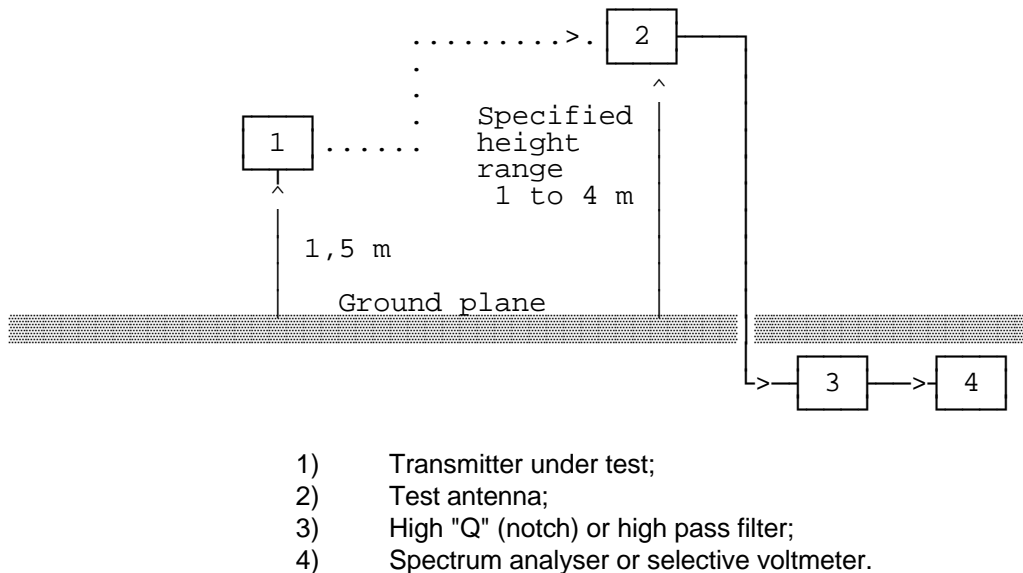 2
Specified
height
range
1 to 4 m
1
1,5 m
Ground plane
3
4
1) Transmitter under test;
2) Test antenna;
3) High "Q" (notch) or high pass filter;
4) Spectrum analyser or selective voltmeter.